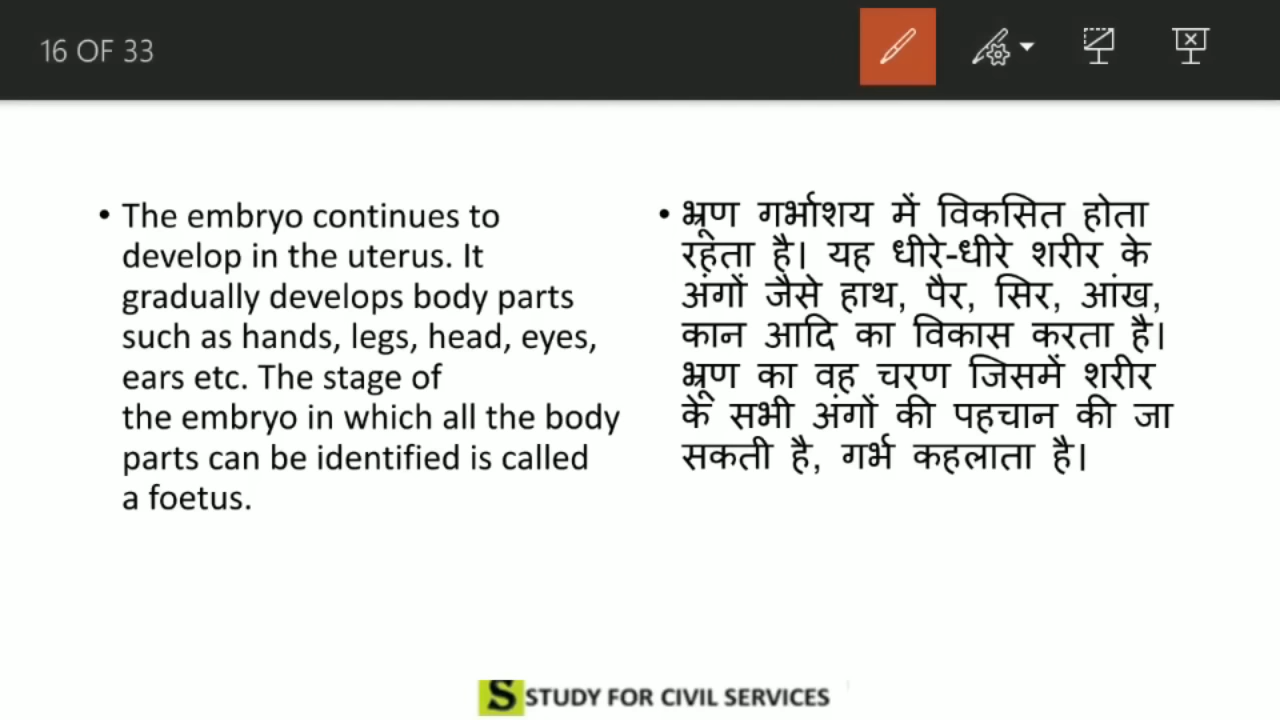 16 OF 33
• The embryo continues to
develop in the uterus. It
gradually develops body parts
such as hands, legs, head, eyes,
ears etc. The stage of
the embryo in which all the body
parts can be identified is called
a foetus.
• भ्रूण गर्भाशय में विकसित होता
रहता है। यह धीरे-धीरे शरीर के
अंगों जैसे हाथ, पैर, सिर, आंख,
कान आदि का विकास करता है।
भ्रूण का वह चरण जिसमें शरीर
के सभी अंगों की पहचान की जा
सकती है, गर्भ कहलाता है।
S STUDY FOR CIVIL SERVICES